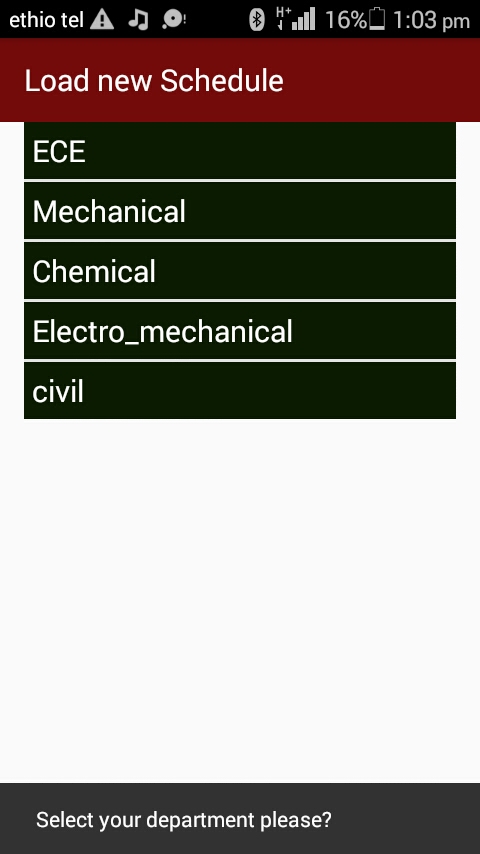 ethio tel 16% 1:03 pm
Load new Schedule
ECE
Mechanical
Chemical
Electro_mechanical
civil
Select your department please?